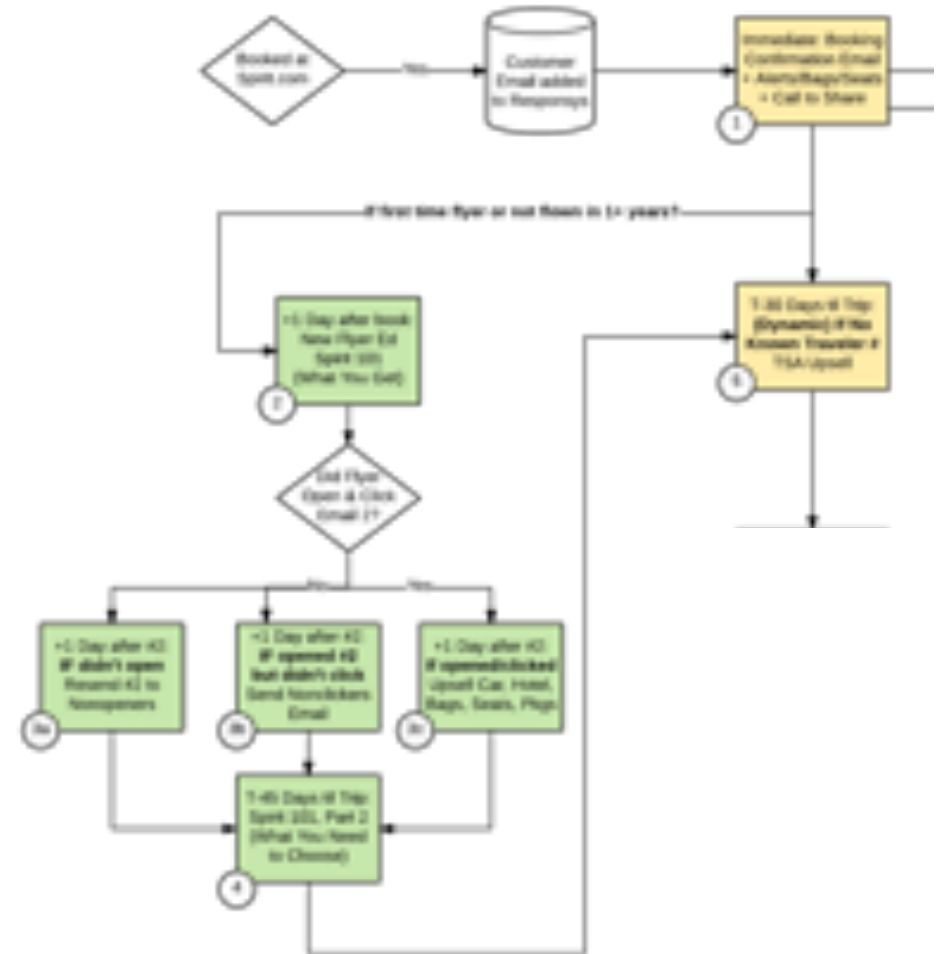 Booked at
Spirit.com
Yes
Customer
Email added
to Responsys
Immediate: Booking
Confirmation Email
+ Alerts/Bags/Seats
+ Call to Share
1
If first time flyer or not flown in 1+ years?
+1 Day after book:
New Flyer Ed
Spirit 101
(What You Get)
2
T-30 Days til Trip:
(Dynamic) If No
Known Traveler #
TSA Upsell
Did Flyer
Open & Click
Email 2?
Yes
+1 Day after #2:
IF didn't open
Resend #2 to
Nonopeners
3a
+1 Day after #2:
IF opened #2
but didn't click
Send Nonclickers
Email
3b
+1 Day after #2:
If opened/clicked
Upsell Car, Hotel,
Bags, Seats, Pkgs
3c
T-45 Days til Trip:
Spirit 101, Part 2
(What You Need
to Choose)
4